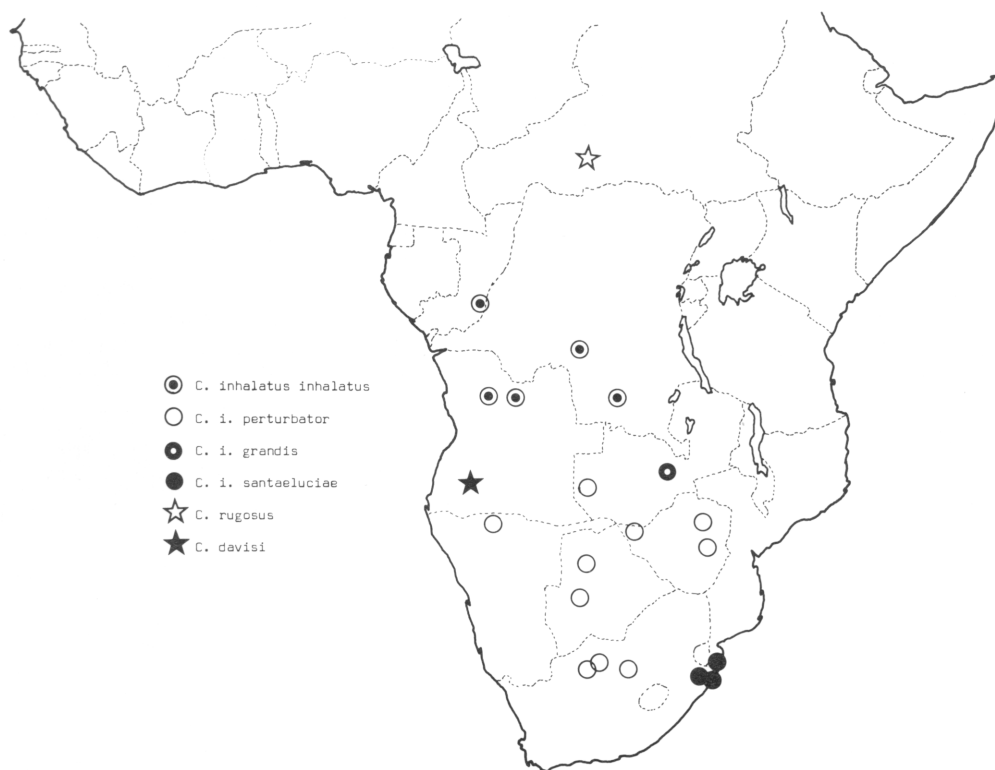 C. inhalatus inhalatus
C. i. perturbator
C. i. grandis
C. i. santaeluciae
C. rugosus
C. davisi